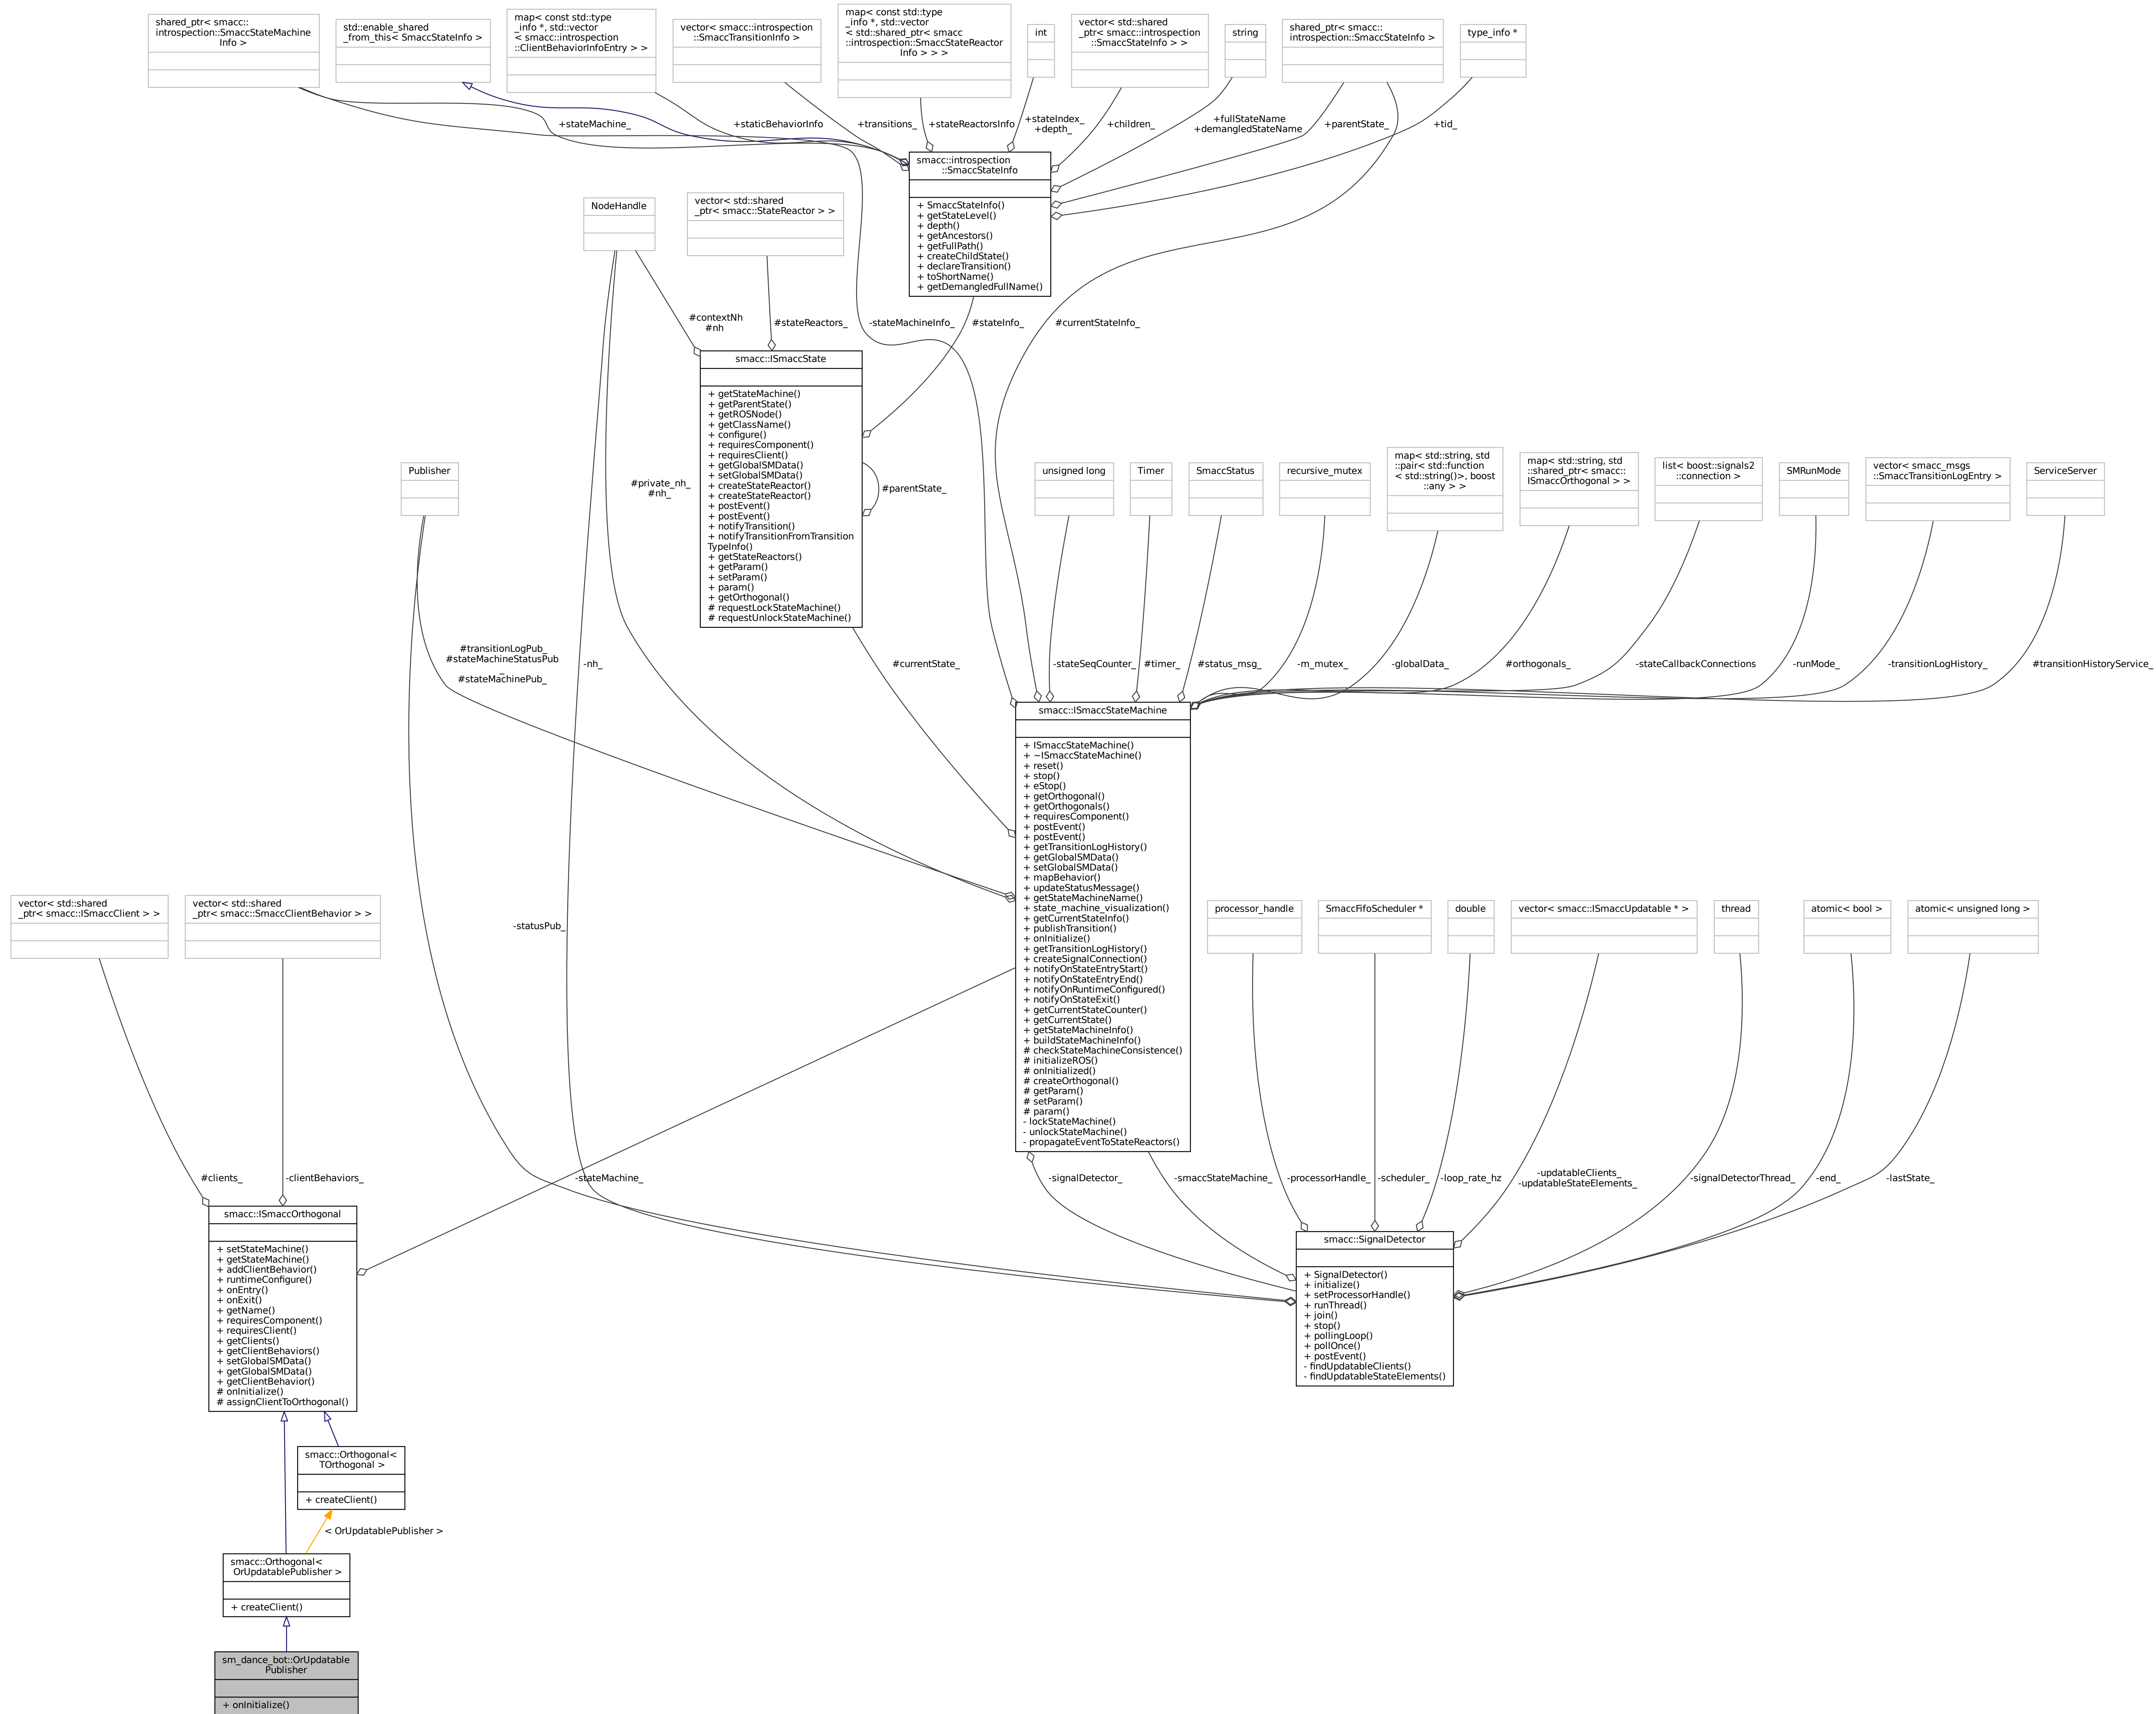 shared_ptr< smacc::
introspection::SmaccStateMachine
Info >
std::enable_shared
_from_this< SmaccStateInfo >
map< const std::type
_info *, std::vector
< smacc::introspection
::ClientBehaviorInfoEntry > >
vector< smacc::introspection
::SmaccTransitionInfo >
map< const std::type
_info *, std::vector
< std::shared_ptr< smacc
::introspection::SmaccStateReactor
Info > > >
int
vector< std::shared
_ptr< smacc::introspection
::SmaccStateInfo > >
string
shared_ptr< smacc::
introspection::SmaccStateInfo >
type_info *
+stateMachine_
+staticBehaviorInfo
+transitions_
+stateReactorsInfo
+stateIndex_
+depth_
+children_
+fullStateName
+demangledStateName
+parentState_
+tid_
smacc::introspection
::SmaccStateInfo
+ SmaccStateInfo()
+ getStateLevel()
+ depth()
+ getAncestors()
+ getFullPath()
+ createChildState()
+ declareTransition()
+ toShortName()
+ getDemangledFullName()
NodeHandle
vector< std::shared
_ptr< smacc::StateReactor > >
#contextNh
#nh
#stateReactors_
-stateMachineInfo_
#stateInfo_
#currentStateInfo_
smacc::ISmaccState
+ getStateMachine()
+ getParentState()
+ getROSNode()
+ getClassName()
+ configure()
+ requiresComponent()
+ requiresClient()
+ getGlobalSMData()
+ setGlobalSMData()
+ createStateReactor()
+ createStateReactor()
+ postEvent()
+ postEvent()
+ notifyTransition()
+ notifyTransitionFromTransition
TypeInfo()
+ getStateReactors()
+ getParam()
+ setParam()
+ param()
+ getOrthogonal()
# requestLockStateMachine()
# requestUnlockStateMachine()
#parentState_
Publisher
#private_nh_
#nh_
unsigned long
Timer
SmaccStatus
recursive_mutex
map< std::string, std
::pair< std::function
< std::string()>, boost
::any > >
map< std::string, std
::shared_ptr< smacc::
ISmaccOrthogonal > >
list< boost::signals2
::connection >
SMRunMode
vector< smacc_msgs
::SmaccTransitionLogEntry >
ServiceServer
#transitionLogPub_
#stateMachineStatusPub
_
#stateMachinePub_
-nh_
#currentState_
-stateSeqCounter_
#timer_
#status_msg_
-m_mutex_
-globalData_
#orthogonals_
-stateCallbackConnections
-runMode_
-transitionLogHistory_
#transitionHistoryService_
smacc::ISmaccStateMachine
+ ISmaccStateMachine()
+ ~ISmaccStateMachine()
+ reset()
+ stop()
+ eStop()
+ getOrthogonal()
+ getOrthogonals()
+ requiresComponent()
+ postEvent()
+ postEvent()
+ getTransitionLogHistory()
+ getGlobalSMData()
+ setGlobalSMData()
+ mapBehavior()
+ updateStatusMessage()
+ getStateMachineName()
+ state_machine_visualization()
+ getCurrentStateInfo()
+ publishTransition()
+ onInitialize()
+ getTransitionLogHistory()
+ createSignalConnection()
+ notifyOnStateEntryStart()
+ notifyOnStateEntryEnd()
+ notifyOnRuntimeConfigured()
+ notifyOnStateExit()
+ getCurrentStateCounter()
+ getCurrentState()
+ getStateMachineInfo()
+ buildStateMachineInfo()
# checkStateMachineConsistence()
# initializeROS()
# onInitialized()
# createOrthogonal()
# getParam()
# setParam()
# param()
- lockStateMachine()
- unlockStateMachine()
- propagateEventToStateReactors()
vector< std::shared
_ptr< smacc::ISmaccClient > >
vector< std::shared
_ptr< smacc::SmaccClientBehavior > >
-statusPub_
processor_handle
SmaccFifoScheduler *
double
vector< smacc::ISmaccUpdatable * >
thread
atomic< bool >
atomic< unsigned long >
#clients_
-clientBehaviors_
-stateMachine_
-signalDetector_
-smaccStateMachine_
-processorHandle_
-scheduler_
-loop_rate_hz
-updatableClients_
-updatableStateElements_
-signalDetectorThread_
-end_
-lastState_
smacc::ISmaccOrthogonal
+ setStateMachine()
+ getStateMachine()
+ addClientBehavior()
+ runtimeConfigure()
+ onEntry()
+ onExit()
+ getName()
+ requiresComponent()
+ requiresClient()
+ getClients()
+ getClientBehaviors()
+ setGlobalSMData()
+ getGlobalSMData()
+ getClientBehavior()
# onInitialize()
# assignClientToOrthogonal()
smacc::SignalDetector
+ SignalDetector()
+ initialize()
+ setProcessorHandle()
+ runThread()
+ join()
+ stop()
+ pollingLoop()
+ pollOnce()
+ postEvent()
- findUpdatableClients()
- findUpdatableStateElements()
smacc::Orthogonal<
TOrthogonal >
+ createClient()
< OrUpdatablePublisher >
smacc::Orthogonal<
OrUpdatablePublisher >
+ createClient()
sm_dance_bot::OrUpdatable
Publisher
+ onInitialize()